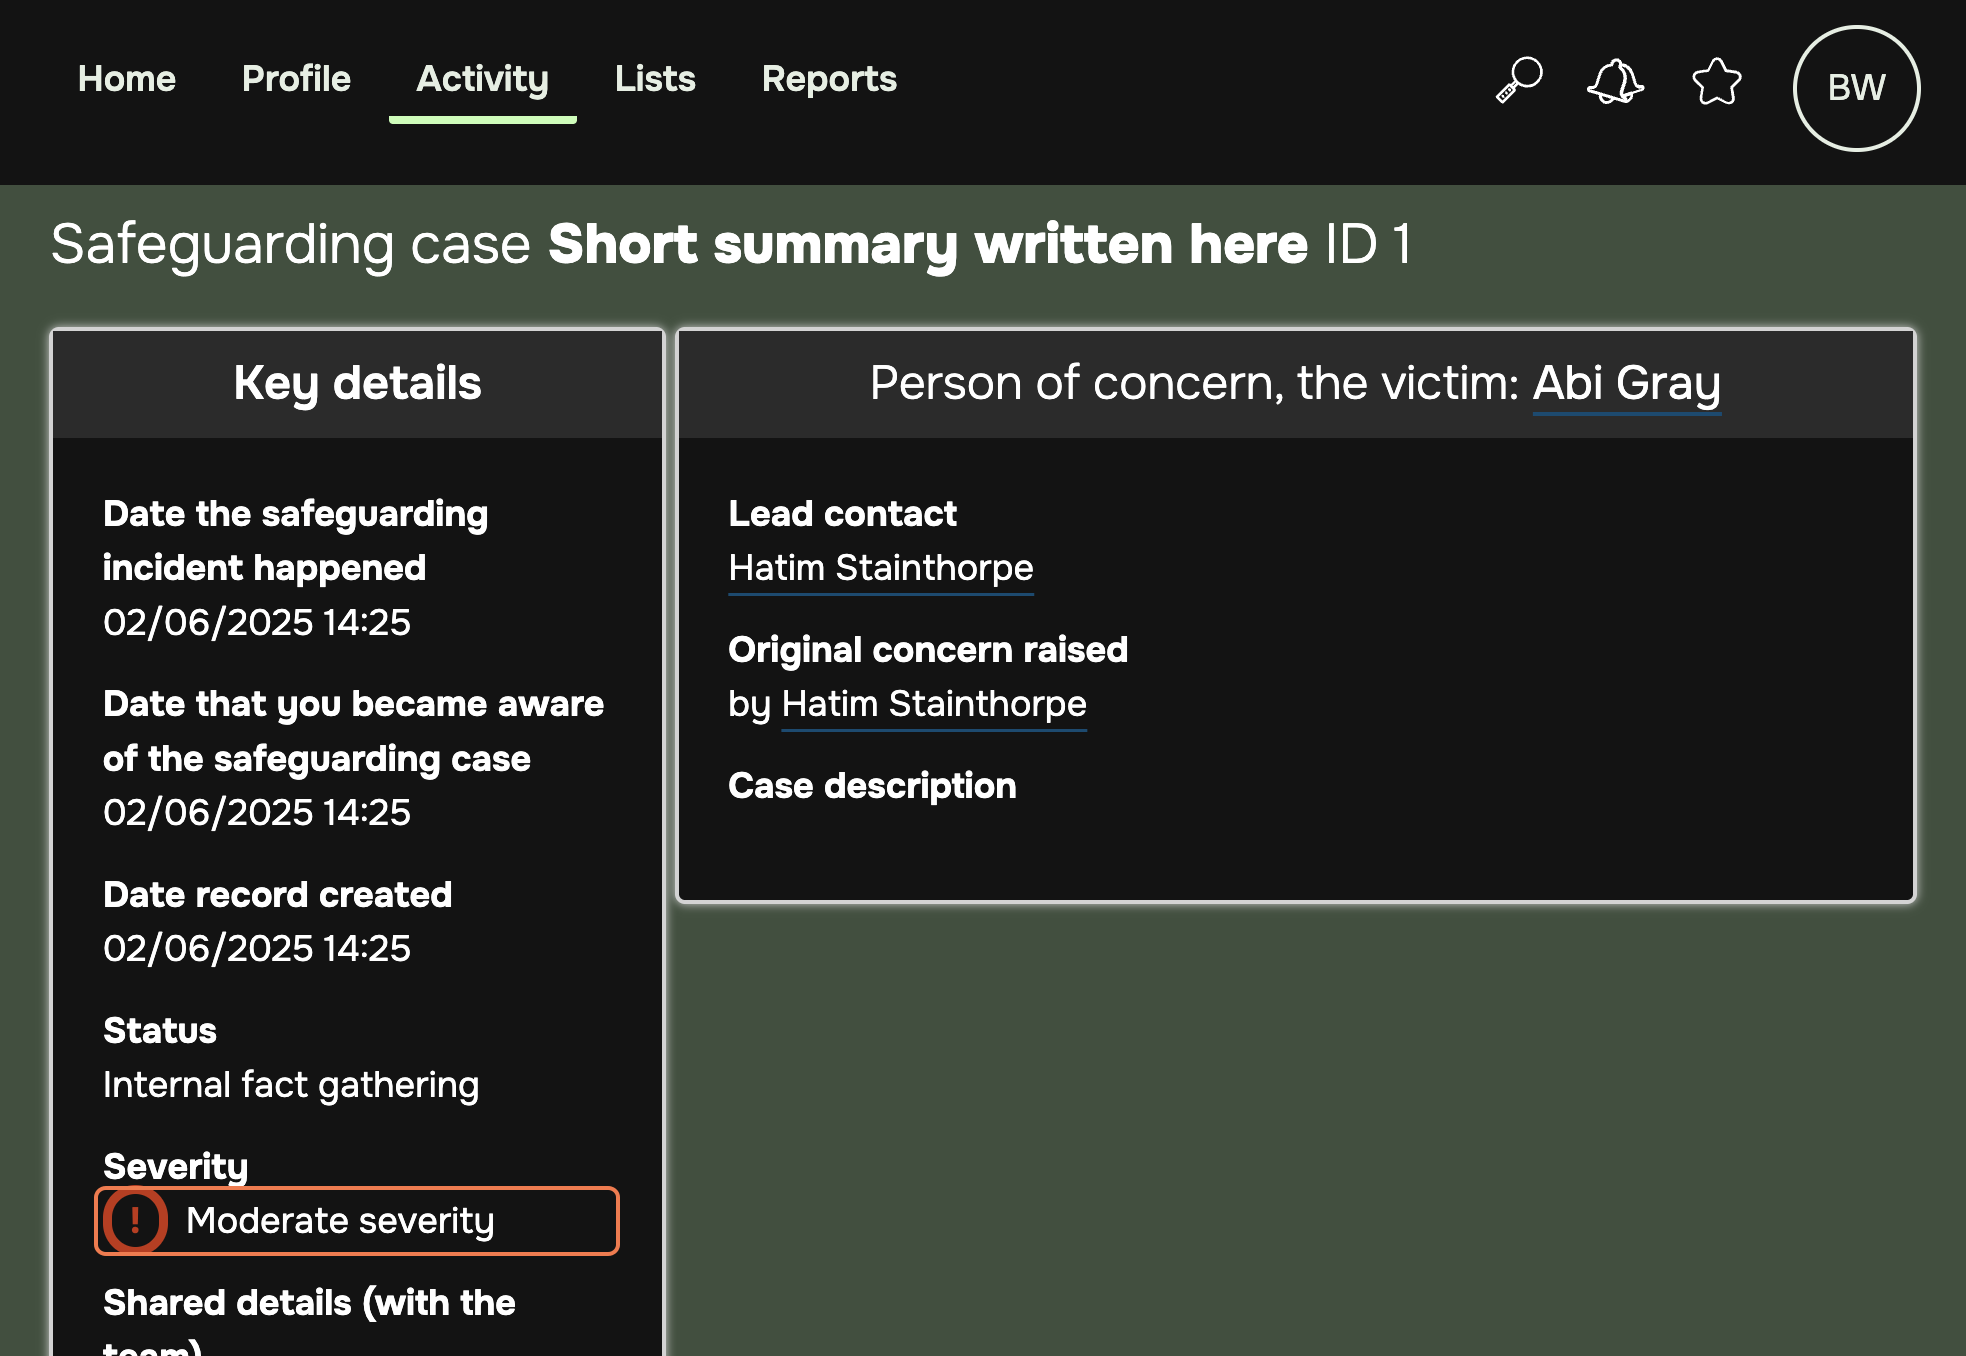 Home Profile Activity Lists Reports BW
Safeguarding case Short summary written here ID 1
Key details
Date the safeguarding
incident happened
02/06/2025 14:25
Date that you became aware
of the safeguarding case
02/06/2025 14:25
Date record created
02/06/2025 14:25
Status
Internal fact gathering
Severity
! Moderate severity
Shared details (with the
team)
Person of concern, the victim: Abi Gray
Lead contact
Hatim Stainthorpe
Original concern raised
by Hatim Stainthorpe
Case description